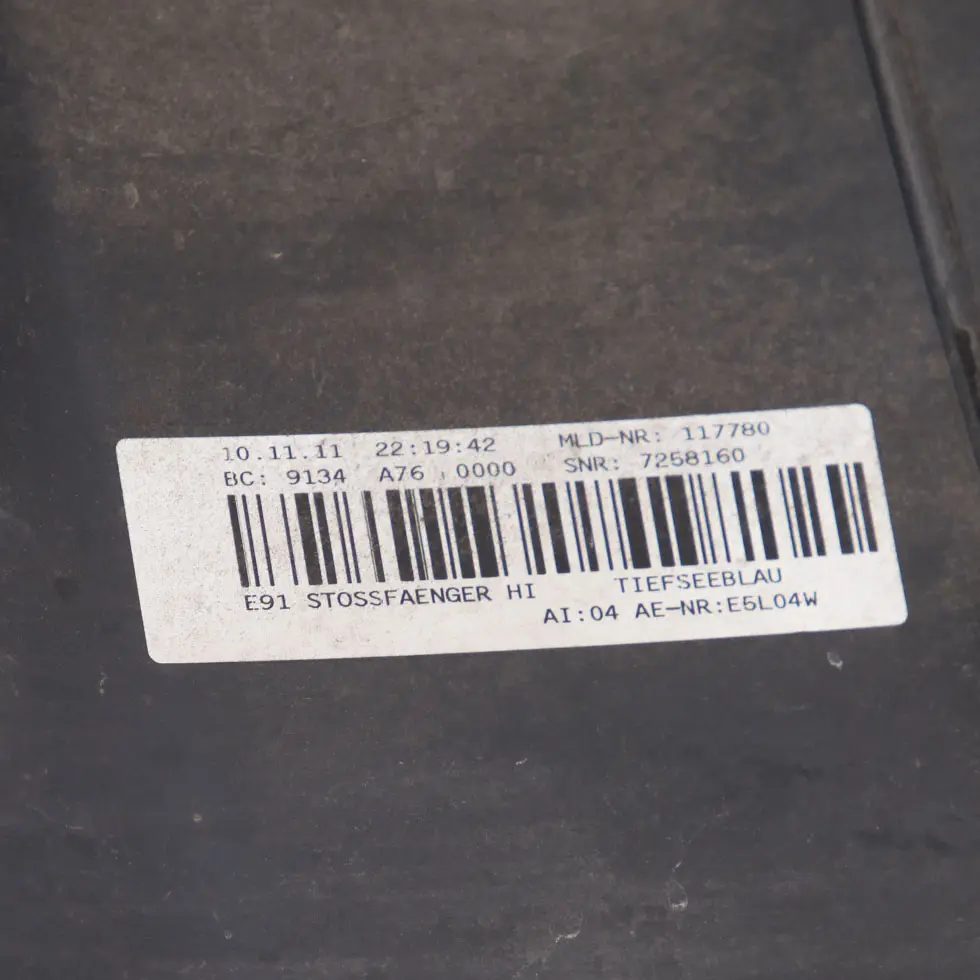 10.11.11 22:19:42 MLD-NR: 117780
BC: 9134 A76 0000 SNR: 7258160
E91 STOSSFAENGER HI TIEFSEEBLAU
AI:04 AE-NR:E5L04W